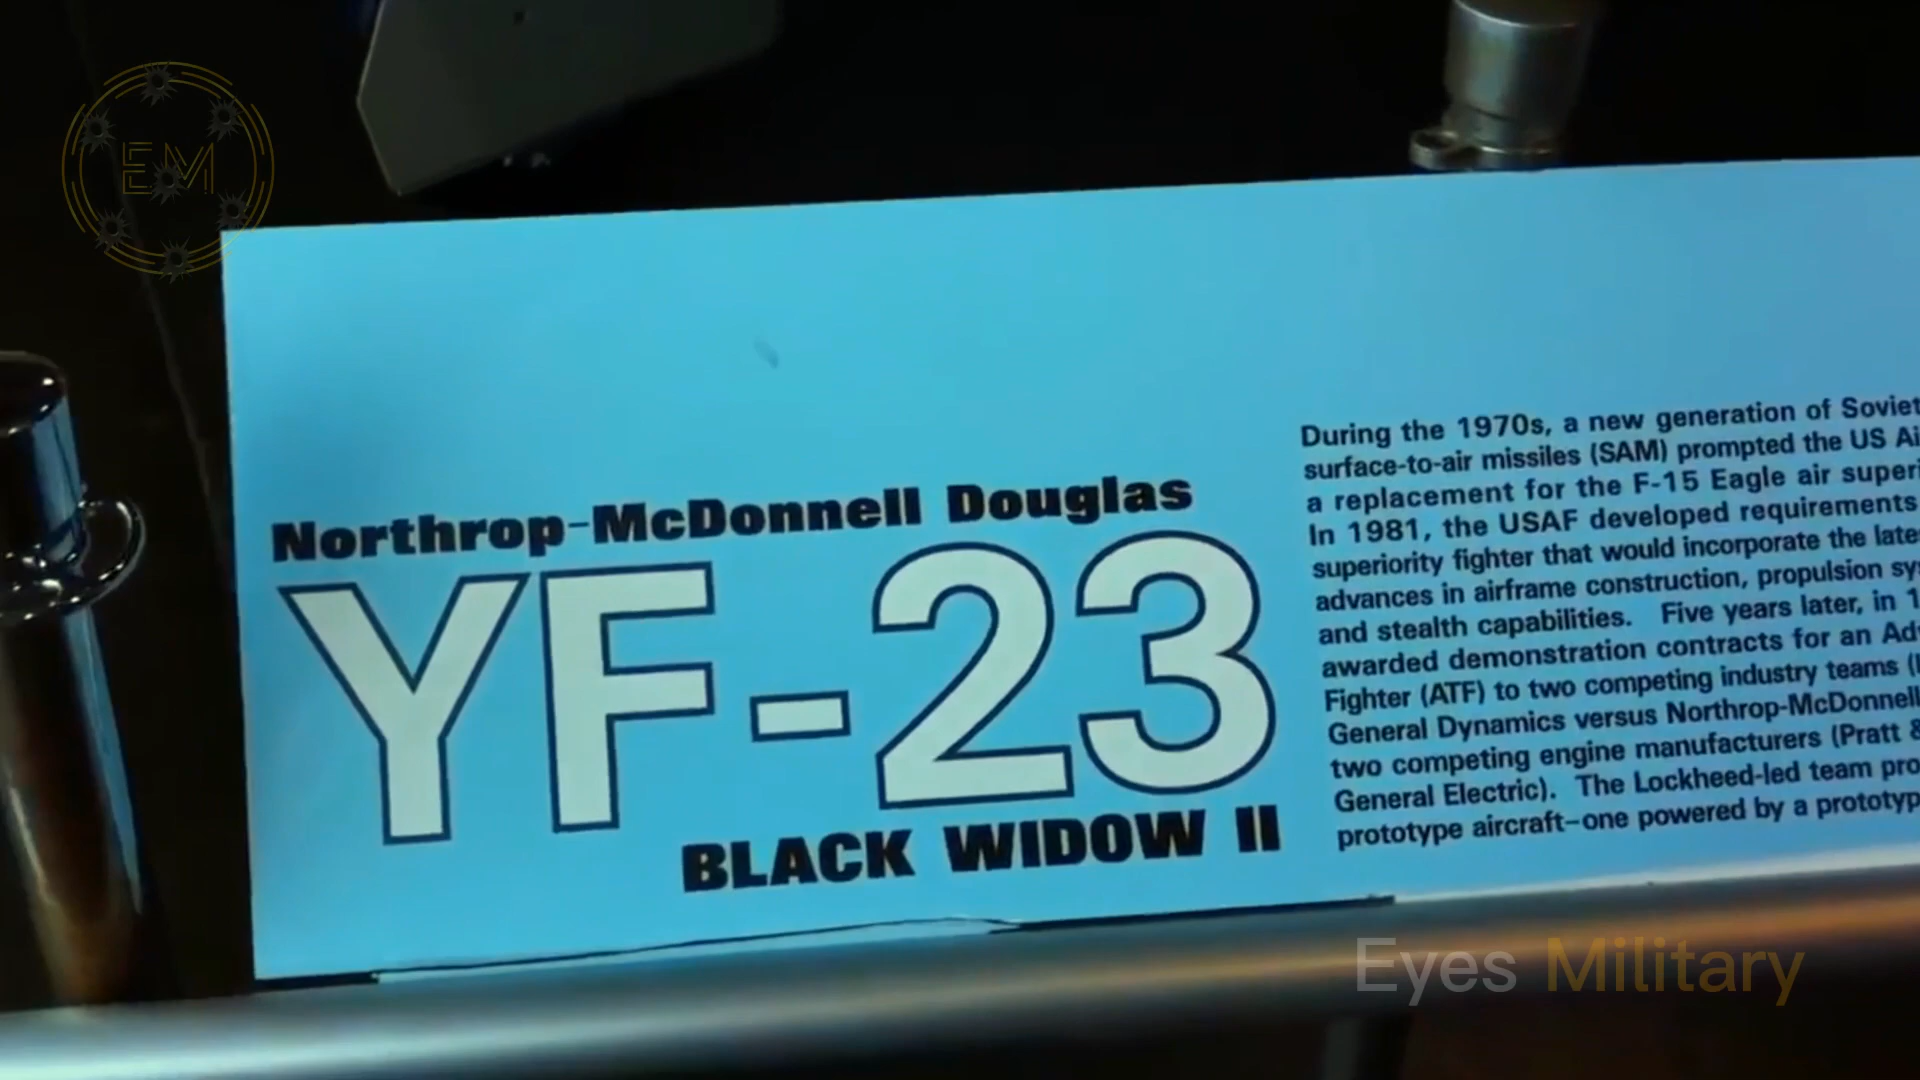 EM
Northrop-McDonnell Douglas
YF-23
BLACK WIDOW II
During the 1970s, a new generation of Soviet
surface-to-air missiles (SAM) prompted the US
a replacement for the F-15 Eagle air
In 1981, the USAF developed requirements
superiority fighter that would incorporate the
advances in airframe construction, propulsion
and stealth capabilities. Five years later, in
awarded demonstration contracts for an
Fighter (ATF) to two competing industry teams
General Dynamics versus Northrop-McDonnell
two competing engine manufacturers (Pratt &
General Electric). The Lockheed-led team
prototype aircraft–one powered by a
Eyes Military